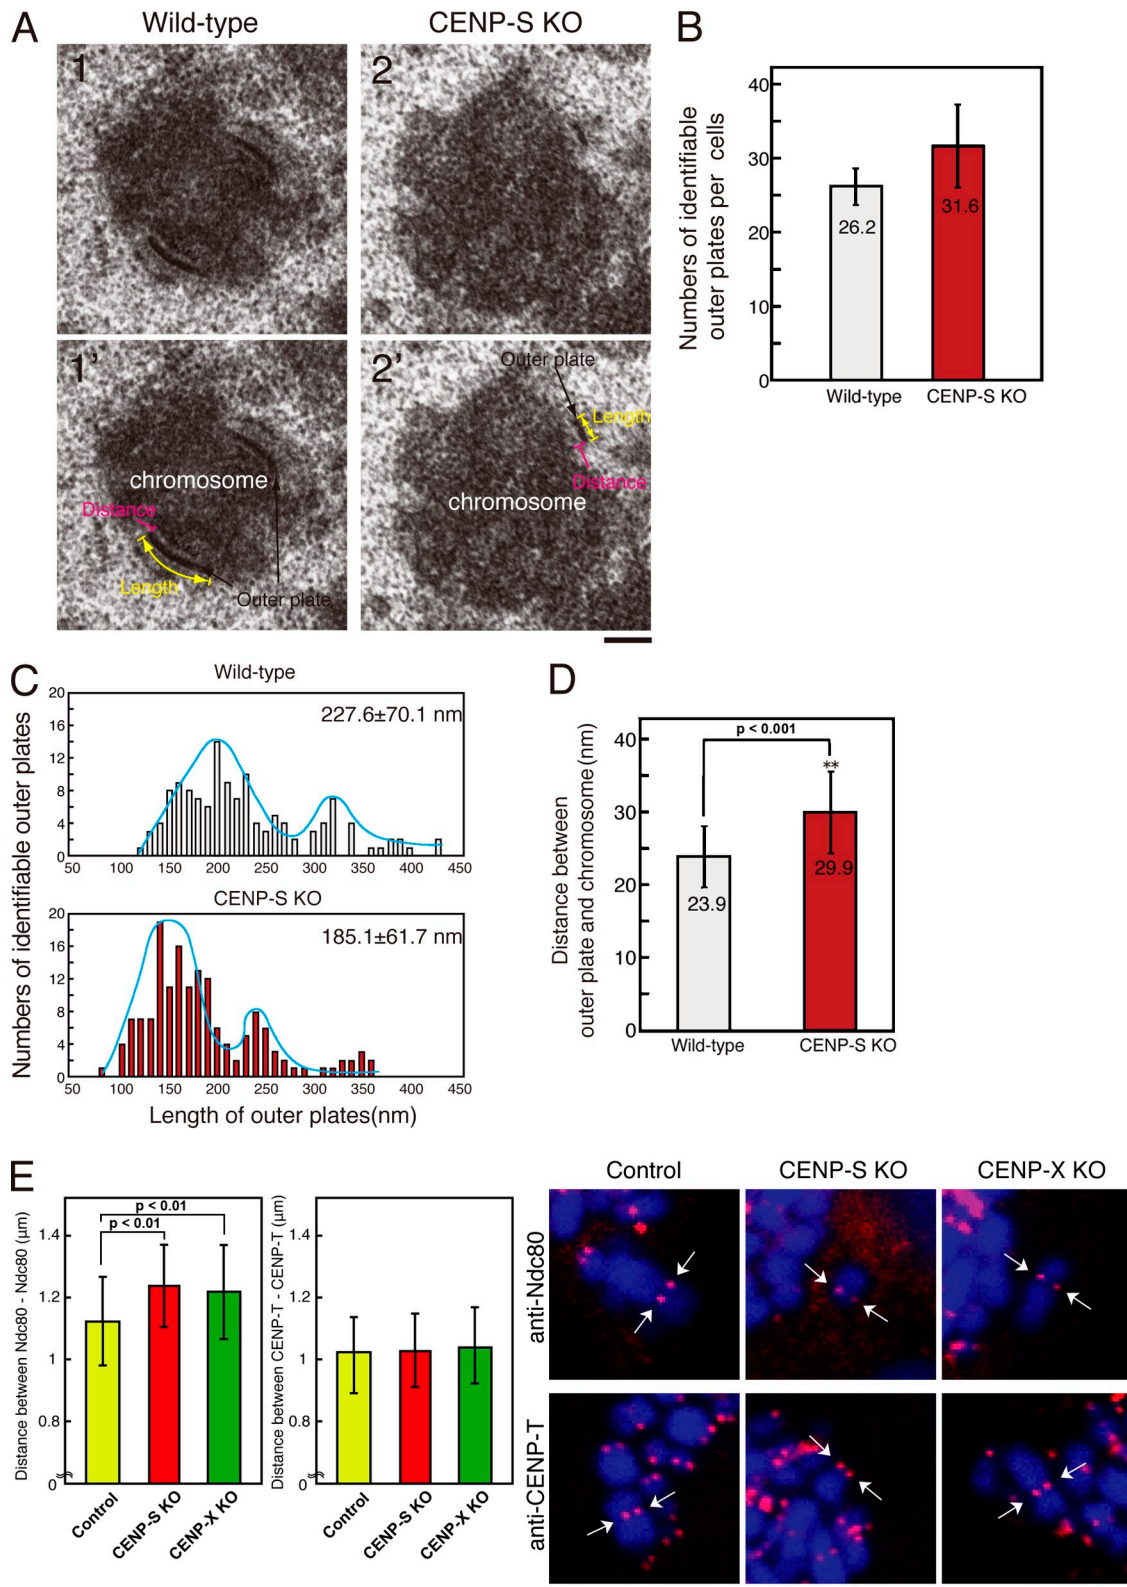 A
Wild-type
CENP-S KO
1
2
1'
chromosome
Distance
Length
Outer plate
2'
Outer plate
Length
Distance
chromosome
B
Numbers of identifiable
outer plates per cells
40
30
20
10
0
26.2
31.6
Wild-type
CENP-S KO
C
Numbers of identifiable outer plates
Wild-type
227.6±70.1 nm
20
16
12
8
4
0
50 100 150 200 250 300 350 400 450
CENP-S KO
185.1±61.7 nm
20
16
12
8
4
0
50 100 150 200 250 300 350 400 450
Length of outer plates(nm)
D
Distance between
outer plate and chromosome(nm)
40
30
20
10
0
p < 0.001
**
23.9
29.9
Wild-type
CENP-S KO
E
Distance between Ndc80 - Ndc80 (μm)
1.4
1.2
1
0.8
0
p < 0.01
p < 0.01
Control
CENP-S KO
CENP-X KO
Distance between CENP-T - CENP-T (μm)
1.4
1.2
1
0.8
0
Control
CENP-S KO
CENP-X KO
Control
CENP-S KO
CENP-X KO
anti-Ndc80
anti-CENP-T